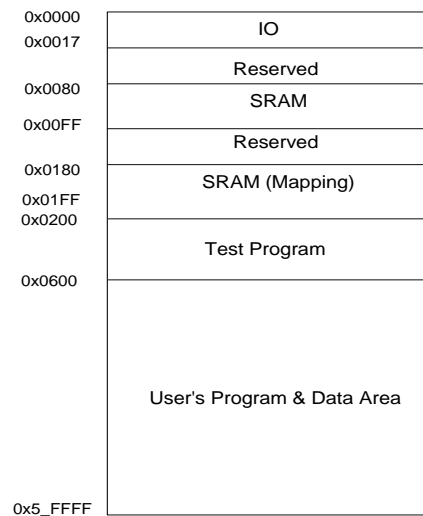 0x0000
IO
0x0017
Reserved
0x0080
SRAM
0x00FF
Reserved
0x0180
SRAM (Mapping)
0x01FF
0x0200
Test Program
0x0600
User's Program & Data Area
0x5_FFFF